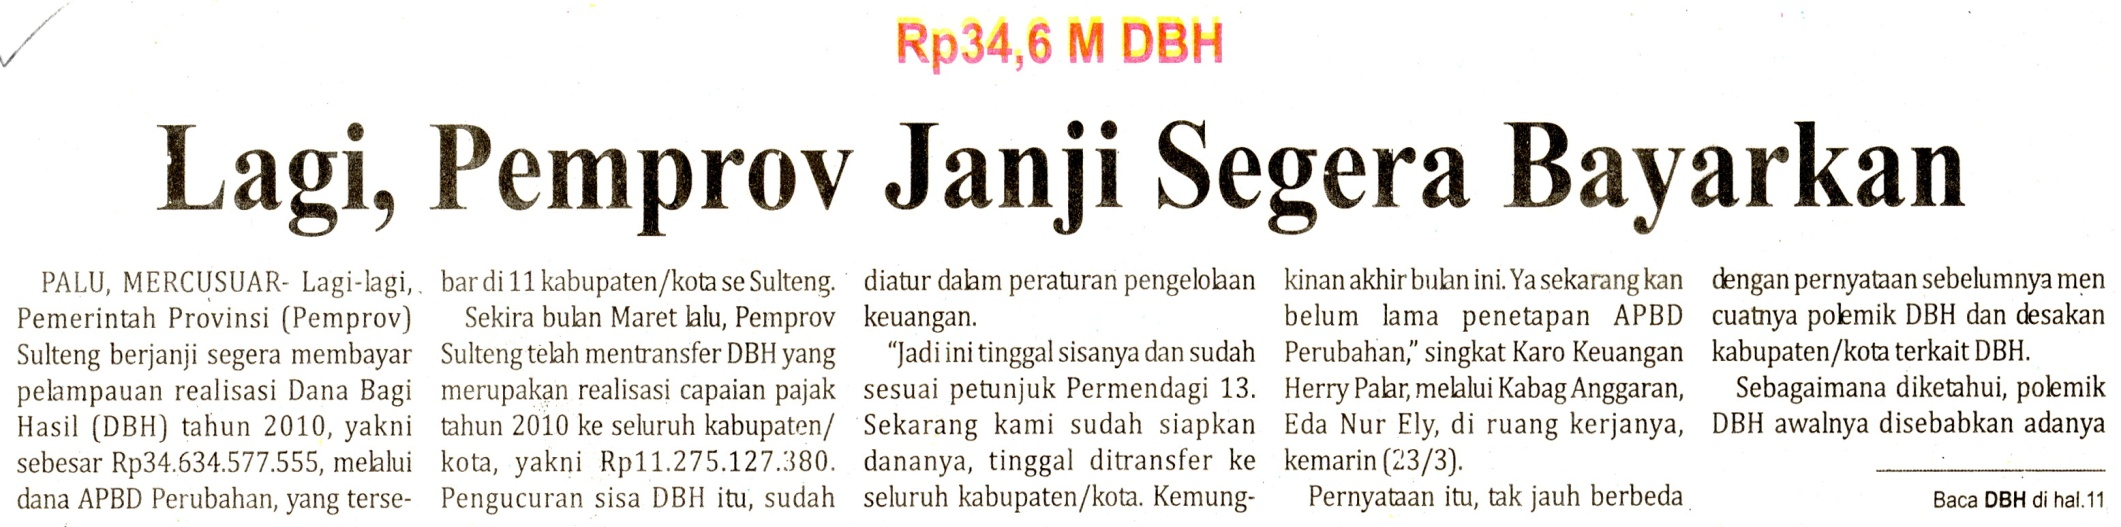 Rp34,6 M DBH
Lagi, Pemprov Janji Segera Bayarkan
PALU, MERCUSUAR- Lagi-lagi,
Pemerintah Provinsi (Pemprov)
Sulteng berjanji segera membayar
pelampauan realisasi Dana Bagi
Hasil (DBH) tahun 2010, yakni
sebesar Rp34.634.577.555, melalui
dana APBD Perubahan, yang terse-
bar di 11 kabupaten/kota se Sulteng.
Sekira bulan Maret lalu, Pemprov
Sulteng telah mentransfer DBH yang
merupakan realisasi capaian pajak
tahun 2010 ke seluruh kabupaten/
kota, yakni Rp11.275.127.380.
Pengucuran sisa DBH itu, sudah
diatur dalam peraturan pengelolaan
keuangan.
“Jadi ini tinggal sisanya dan sudah
sesuai petunjuk Permendagi 13.
Sekarang kami sudah siapkan
dananya, tinggal ditransfer ke
seluruh kabupaten/kota. Kemung-
kinan akhir bulan ini. Ya sekarang kan
belum lama penetapan APBD
Perubahan,” singkat Karo Keuangan
Herry Palar, melalui Kabag Anggaran,
Eda Nur Ely, di ruang kerjanya,
kemarin (23/3).
Pernyataan itu, tak jauh berbeda
dengan pernyataan sebelumnya men
cuatnya polemik DBH dan desakan
kabupaten/kota terkait DBH.
Sebagaimana diketahui, polemik
DBH awalnya disebabkan adanya
Baca DBH di hal.11